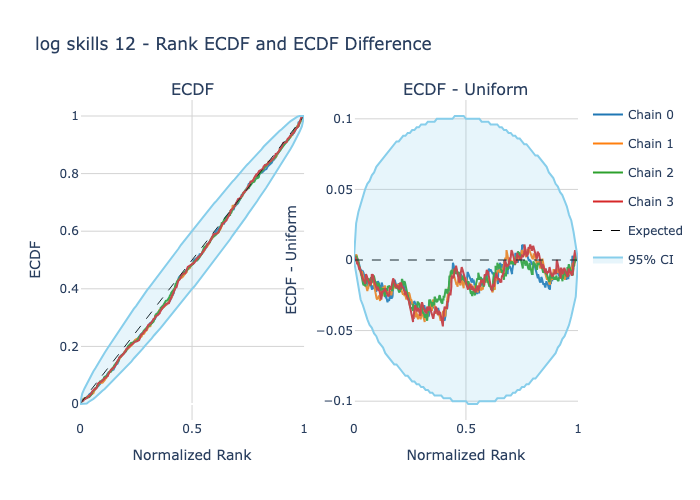 log skills 12 - Rank ECDF and ECDF Difference
ECDF
ECDF - Uniform
1
0.8
0.6
0.4
0.2
0
0
0.5
1
Normalized Rank
ECDF
0.1
0.05
0
−0.05
−0.1
0
0.5
1
Normalized Rank
ECDF - Uniform
Chain 0
Chain 1
Chain 2
Chain 3
Expected
95% CI